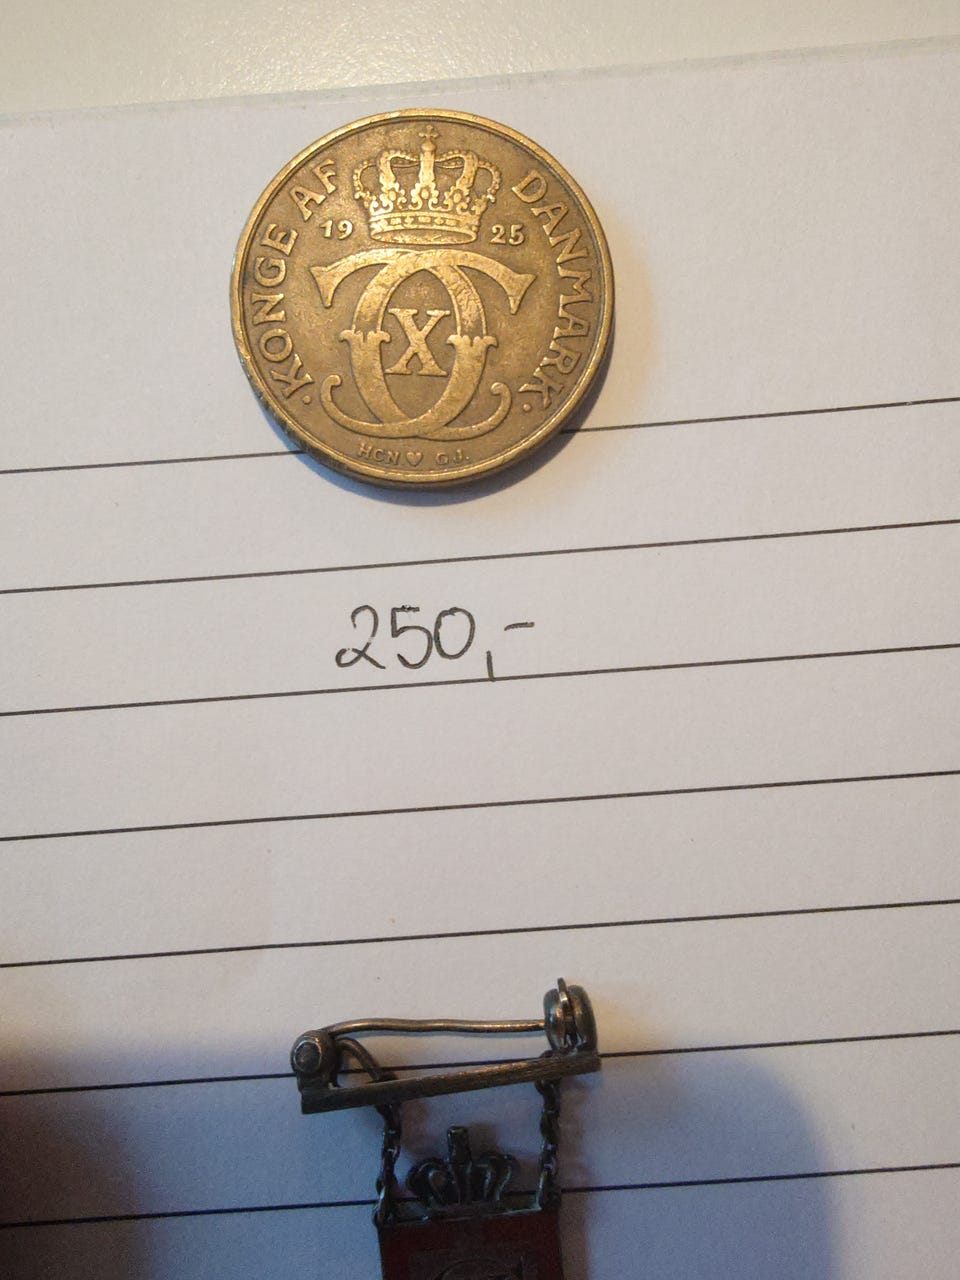 · KONGE AF DANMARK ·
19 25
X
HCN ♥ GJ.
250,-